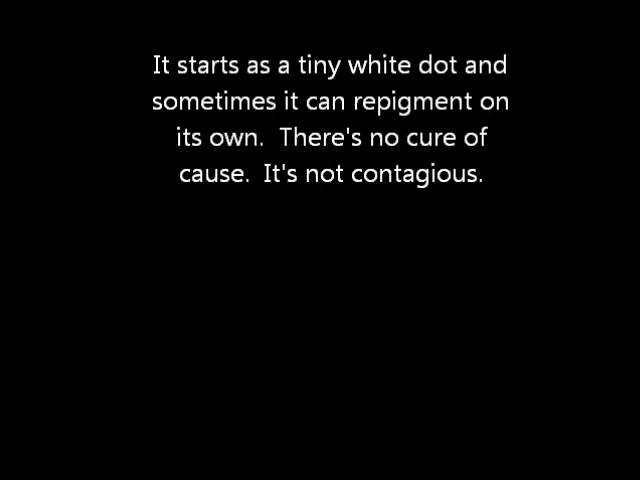 It starts as a tiny white dot and
sometimes it can repigment on
its own.  There's no cure of
cause.  It's not contagious.